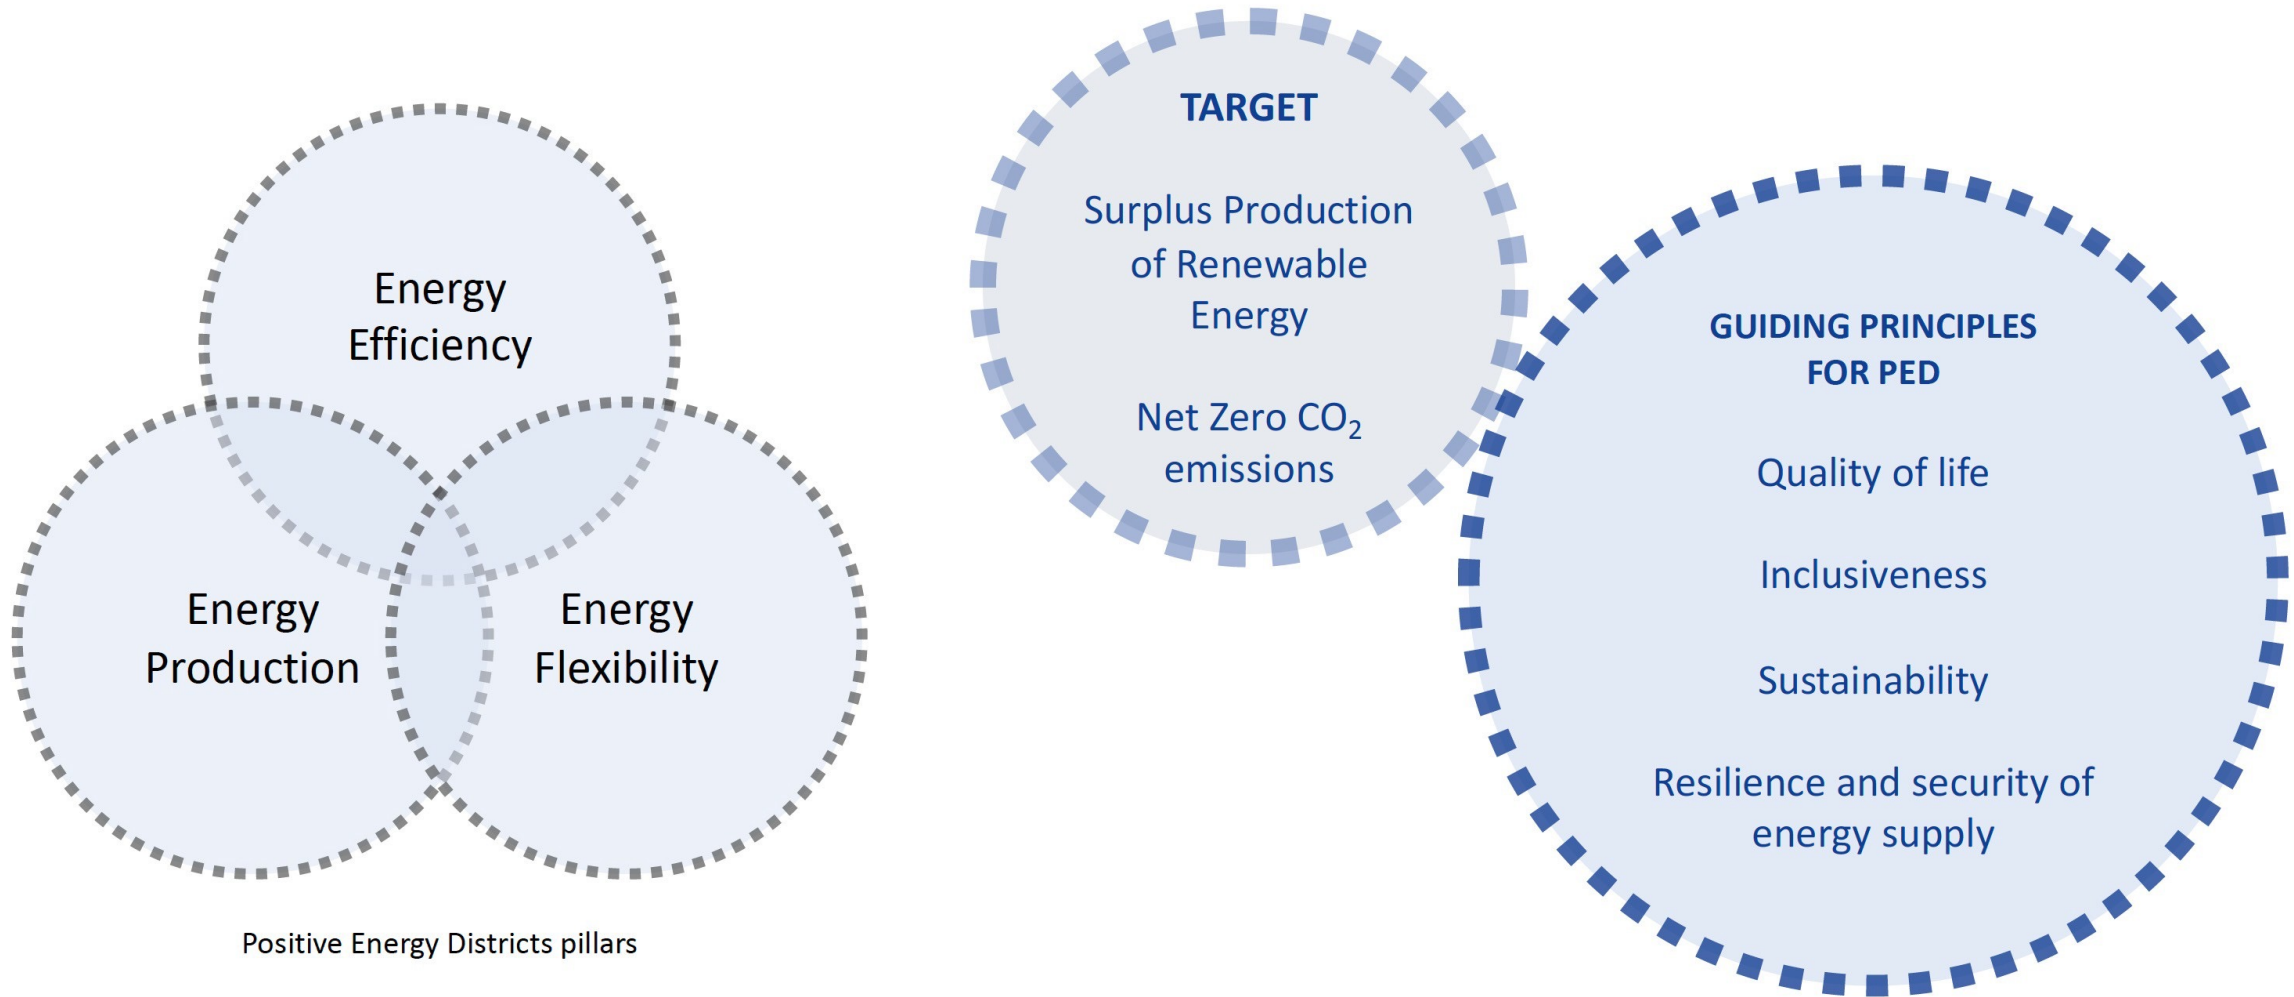 Energy
Efficiency
Energy
Production
Energy
Flexibility
Positive Energy Districts pillars
TARGET
Surplus Production
of Renewable
Energy
Net Zero CO₂
emissions
GUIDING PRINCIPLES
FOR PED
Quality of life
Inclusiveness
Sustainability
Resilience and security of
energy supply